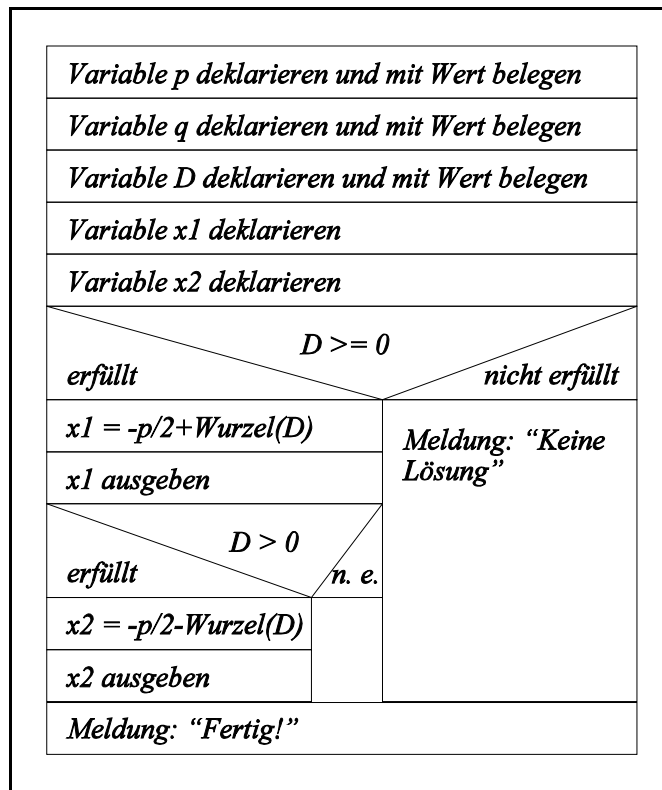 Variable p deklarieren und mit Wert belegen
Variable q deklarieren und mit Wert belegen
Variable D deklarieren und mit Wert belegen
Variable x1 deklarieren
Variable x2 deklarieren
D >= 0
erfüllt
nicht erfüllt
x1 = -p/2+Wurzel(D)
x1 ausgeben
Meldung: “Keine
Lösung”
D > 0
erfüllt
n. e.
x2 = -p/2-Wurzel(D)
x2 ausgeben
Meldung: “Fertig!”